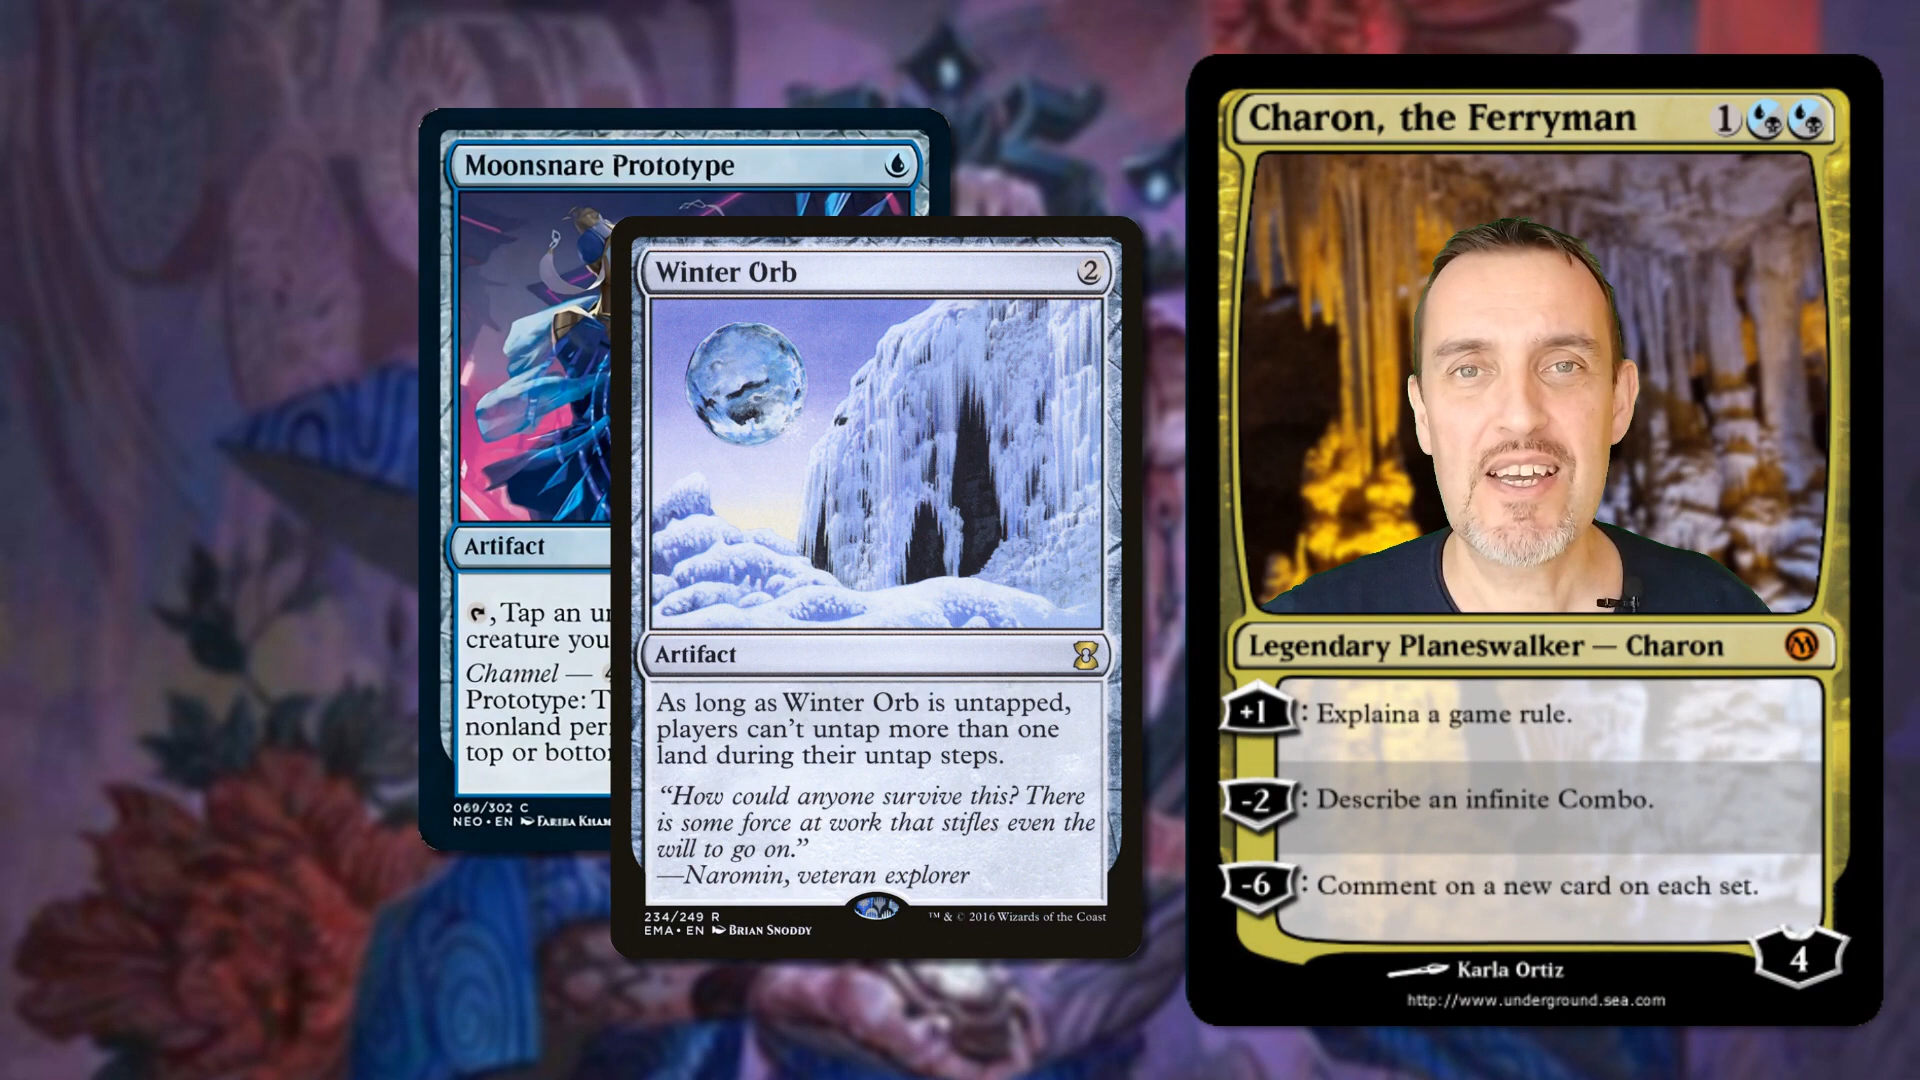 Moonsnare Prototype
Artifact
, Tap an
creature you
Channel —
Prototype:
nonland
top or
069/302 C
NEO • EN
Winter Orb
2
Artifact
As long as Winter Orb is untapped,
players can’t untap more than one
land during their untap steps.
“How could anyone survive this? There
is some force at work that stifles even the
will to go on.”
—Naromin, veteran explorer
234/249 R
™ & © 2016 Wizards of the Coast
EMA • EN BRIAN SNODDY
Charon, the Ferryman
1
Legendary Planeswalker — Charon
+1 : Explaina a game rule.
-2 : Describe an infinite Combo.
-6 : Comment on a new card on each set.
4
Karla Ortiz
http://www.underground.sea.com